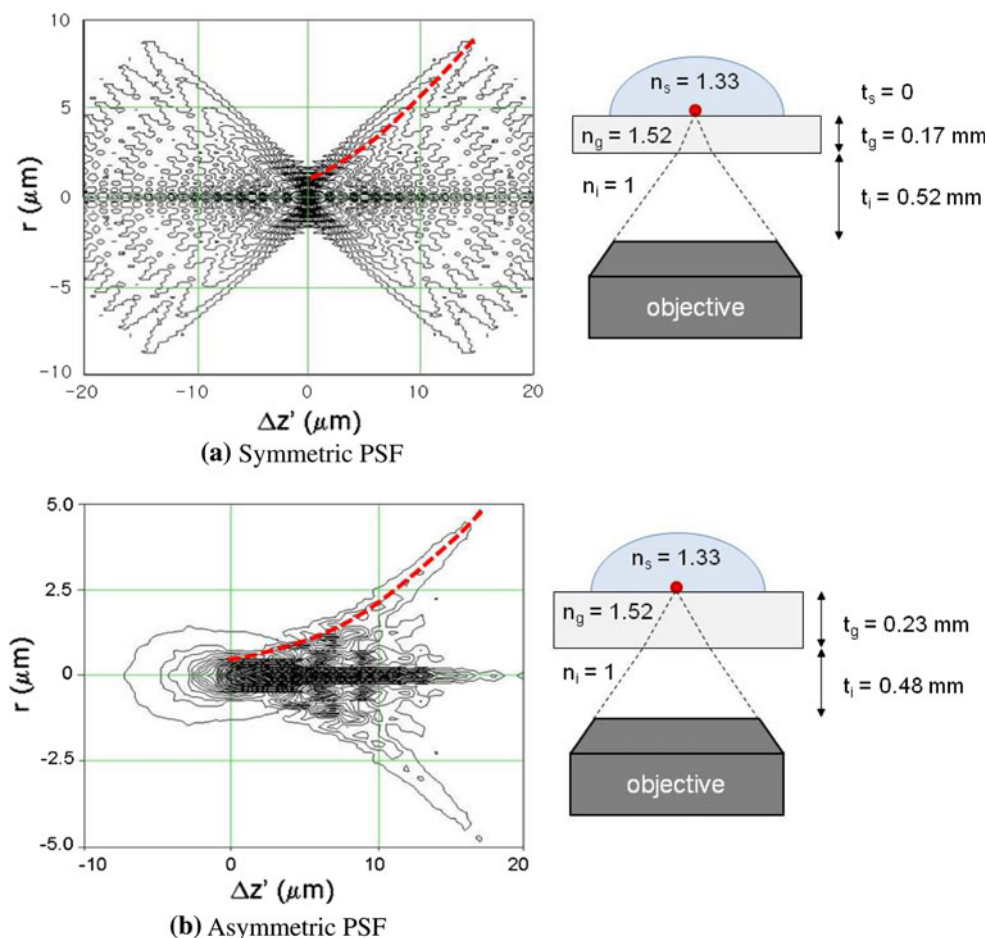 10
5
0
-5
-10
r (μm)
-20
-10
0
10
20
Δz' (μm)
n_s = 1.33
n_g = 1.52
n_i = 1
objective
t_s = 0
t_g = 0.17 mm
t_i = 0.52 mm
(a) Symmetric PSF
5.0
2.5
0
-2.5
-5.0
r (μm)
-10
0
10
20
Δz' (μm)
n_s = 1.33
n_g = 1.52
n_i = 1
objective
t_g = 0.23 mm
t_i = 0.48 mm
(b) Asymmetric PSF